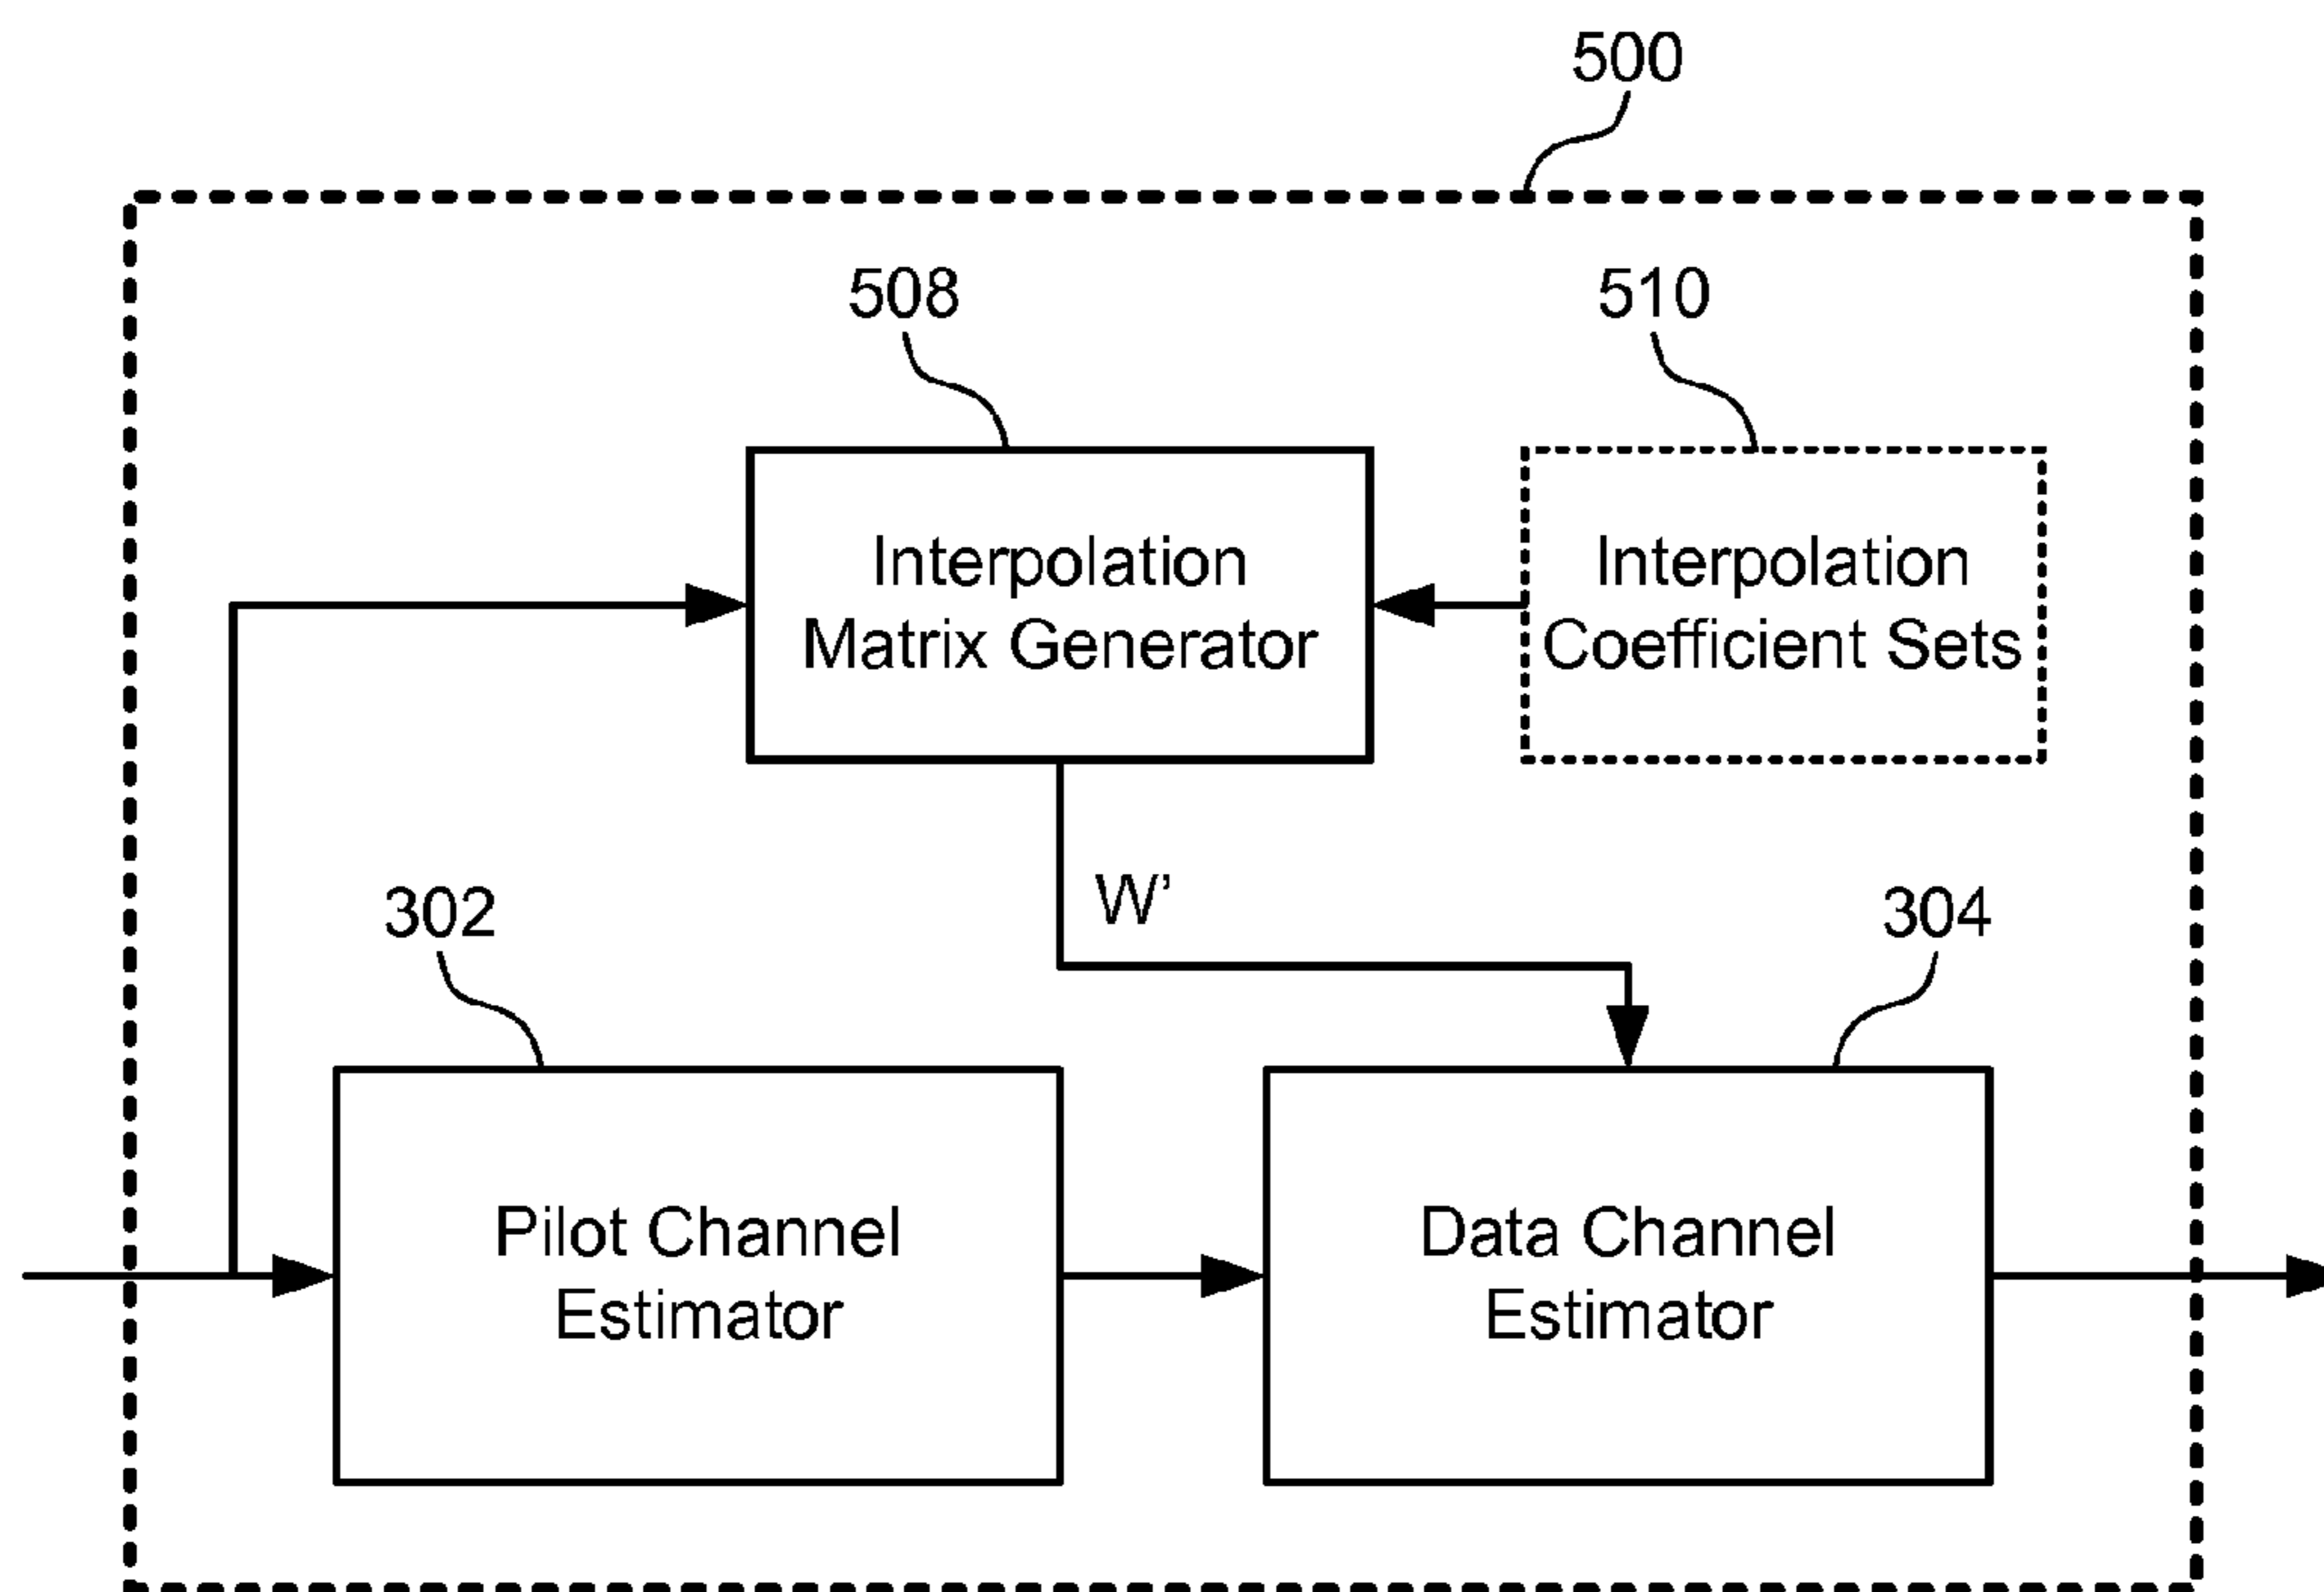 500
508
510
Interpolation
Matrix Generator
Interpolation
Coefficient Sets
W’
302
304
Pilot Channel
Estimator
Data Channel
Estimator